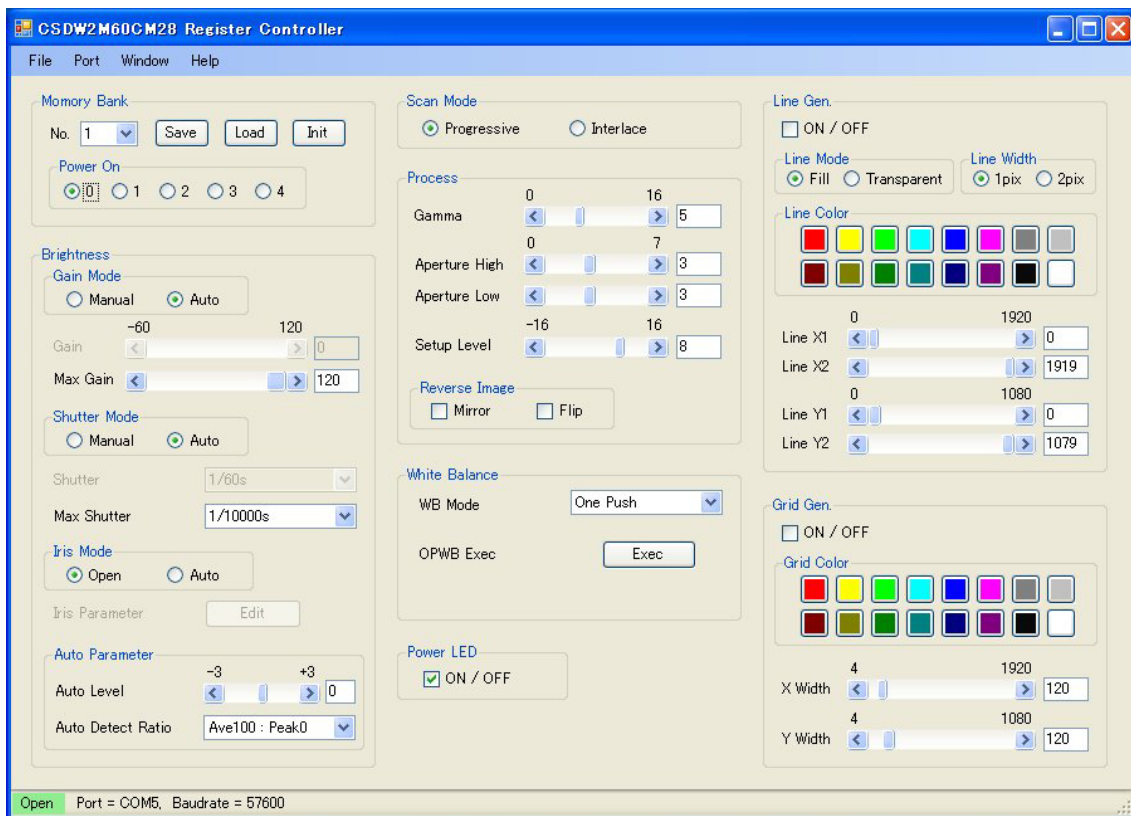 CSDW2M60CM28 Register Controller
File Port Window Help
Momory Bank
No. 1 Save Load Init
Power On
0 1 2 3 4
Brightness
Gain Mode
Manual Auto
-60 120
Gain 0
Max Gain 120
Shutter Mode
Manual Auto
Shutter 1/60s
Max Shutter 1/10000s
Iris Mode
Open Auto
Iris Parameter Edit
Auto Parameter
-3 +3
Auto Level 0
Auto Detect Ratio Ave100 : Peak0
Scan Mode
Progressive Interlace
Process
0 16
Gamma 5
0 7
Aperture High 3
Aperture Low 3
-16 16
Setup Level 8
Reverse Image
Mirror Flip
White Balance
WB Mode One Push
OPWB Exec Exec
Power LED
ON / OFF
Line Gen.
ON / OFF
Line Mode
Fill Transparent
Line Width
1pix 2pix
Line Color
0 1920
Line X1 0
Line X2 1919
0 1080
Line Y1 0
Line Y2 1079
Grid Gen.
ON / OFF
Grid Color
4 1920
X Width 120
4 1080
Y Width 120
Open Port = COM5, Baudrate = 57600